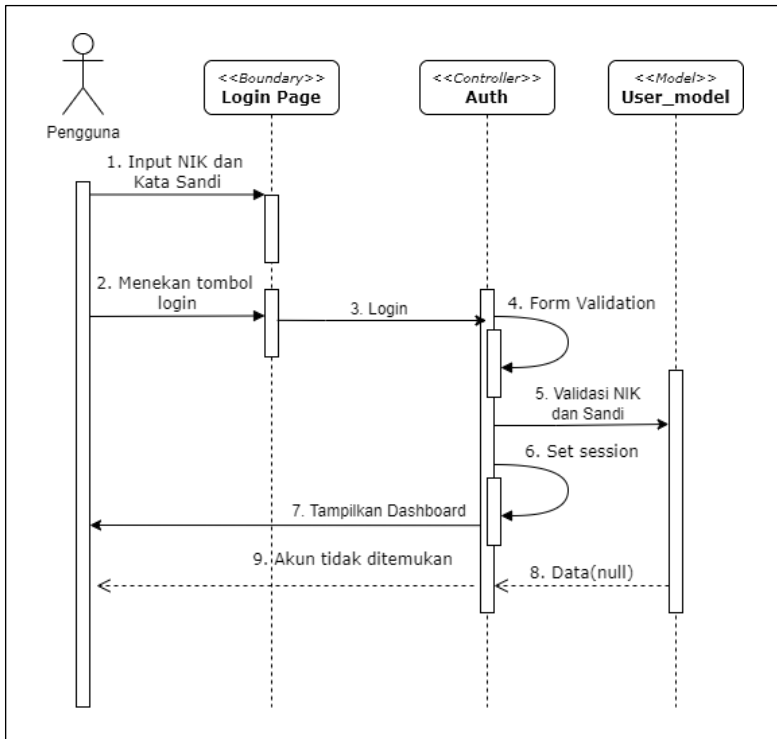 <<Boundary>>
Login Page
<<Controller>>
Auth
<<Model>>
User_model
Pengguna
1. Input NIK dan
Kata Sandi
2. Menekan tombol
login
3. Login
4. Form Validation
5. Validasi NIK
dan Sandi
6. Set session
7. Tampilkan Dashboard
9. Akun tidak ditemukan
8. Data(null)